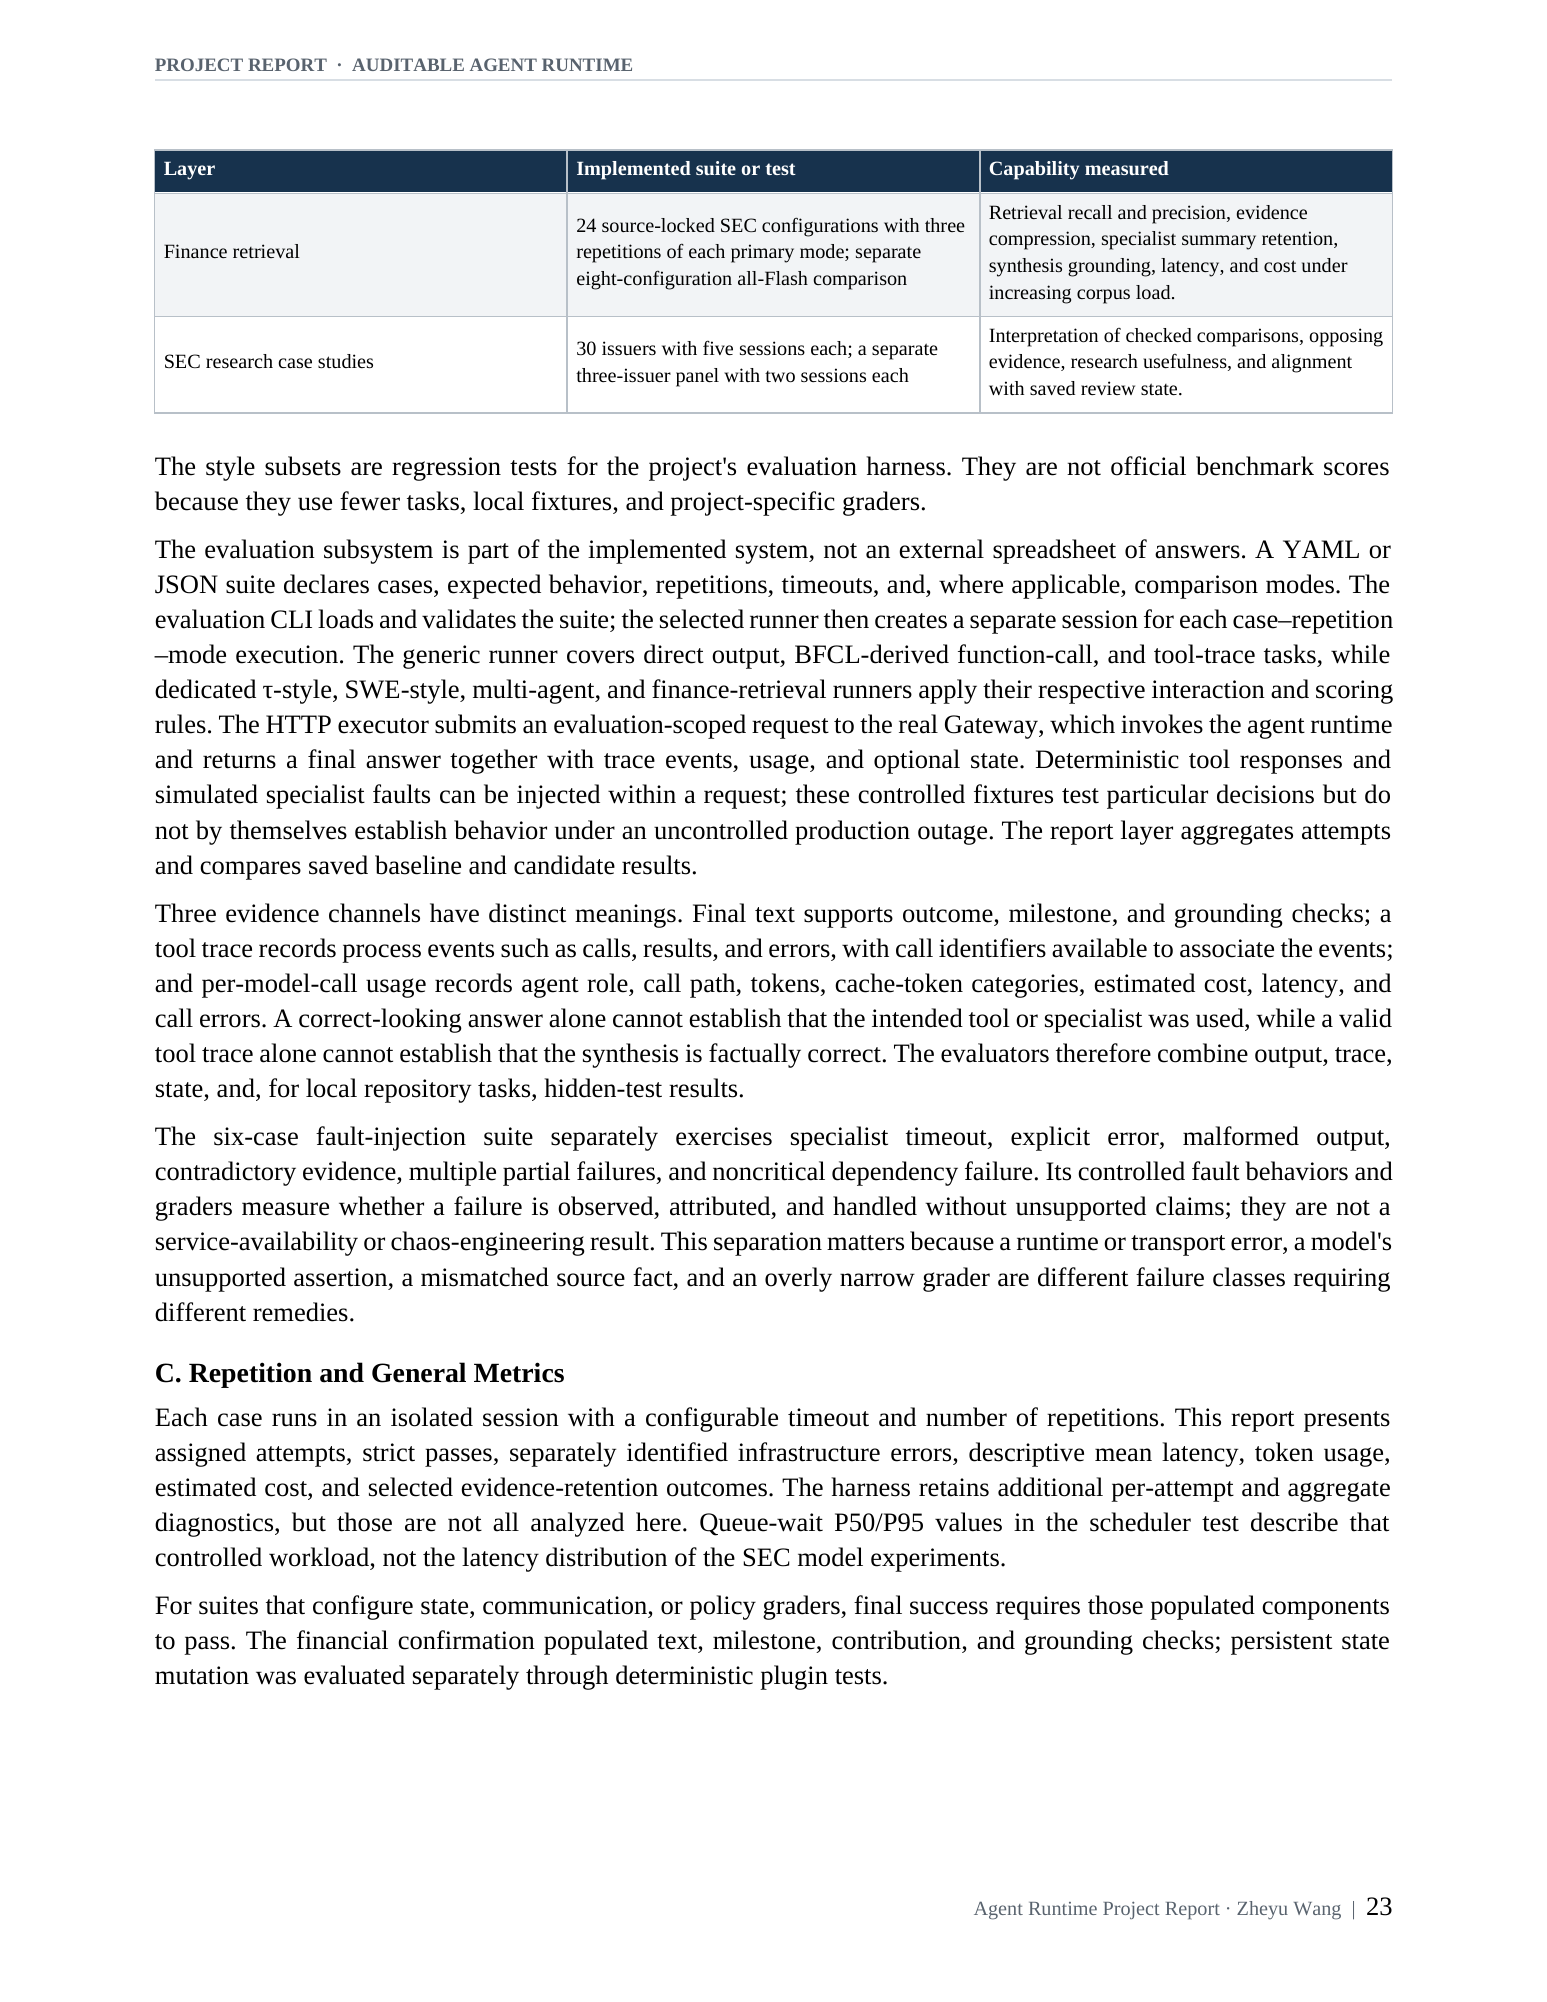 PROJECT REPORT · AUDITABLE AGENT RUNTIME
Layer
Implemented suite or test
Capability measured
Finance retrieval
24 source-locked SEC configurations with three
repetitions of each primary mode; separate
eight-configuration all-Flash comparison
Retrieval recall and precision, evidence
compression, specialist summary retention,
synthesis grounding, latency, and cost under
increasing corpus load.
SEC research case studies
30 issuers with five sessions each; a separate
three-issuer panel with two sessions each
Interpretation of checked comparisons, opposing
evidence, research usefulness, and alignment
with saved review state.
The style subsets are regression tests for the project's evaluation harness. They are not official benchmark scores
because they use fewer tasks, local fixtures, and project-specific graders.
The evaluation subsystem is part of the implemented system, not an external spreadsheet of answers. A YAML or
JSON suite declares cases, expected behavior, repetitions, timeouts, and, where applicable, comparison modes. The
evaluation CLI loads and validates the suite; the selected runner then creates a separate session for each case–repetition
–mode execution. The generic runner covers direct output, BFCL-derived function-call, and tool-trace tasks, while
dedicated τ-style, SWE-style, multi-agent, and finance-retrieval runners apply their respective interaction and scoring
rules. The HTTP executor submits an evaluation-scoped request to the real Gateway, which invokes the agent runtime
and returns a final answer together with trace events, usage, and optional state. Deterministic tool responses and
simulated specialist faults can be injected within a request; these controlled fixtures test particular decisions but do
not by themselves establish behavior under an uncontrolled production outage. The report layer aggregates attempts
and compares saved baseline and candidate results.
Three evidence channels have distinct meanings. Final text supports outcome, milestone, and grounding checks; a
tool trace records process events such as calls, results, and errors, with call identifiers available to associate the events;
and per-model-call usage records agent role, call path, tokens, cache-token categories, estimated cost, latency, and
call errors. A correct-looking answer alone cannot establish that the intended tool or specialist was used, while a valid
tool trace alone cannot establish that the synthesis is factually correct. The evaluators therefore combine output, trace,
state, and, for local repository tasks, hidden-test results.
The six-case fault-injection suite separately exercises specialist timeout, explicit error, malformed output,
contradictory evidence, multiple partial failures, and noncritical dependency failure. Its controlled fault behaviors and
graders measure whether a failure is observed, attributed, and handled without unsupported claims; they are not a
service-availability or chaos-engineering result. This separation matters because a runtime or transport error, a model's
unsupported assertion, a mismatched source fact, and an overly narrow grader are different failure classes requiring
different remedies.
C. Repetition and General Metrics
Each case runs in an isolated session with a configurable timeout and number of repetitions. This report presents
assigned attempts, strict passes, separately identified infrastructure errors, descriptive mean latency, token usage,
estimated cost, and selected evidence-retention outcomes. The harness retains additional per-attempt and aggregate
diagnostics, but those are not all analyzed here. Queue-wait P50/P95 values in the scheduler test describe that
controlled workload, not the latency distribution of the SEC model experiments.
For suites that configure state, communication, or policy graders, final success requires those populated components
to pass. The financial confirmation populated text, milestone, contribution, and grounding checks; persistent state
mutation was evaluated separately through deterministic plugin tests.
Agent Runtime Project Report · Zheyu Wang | 23